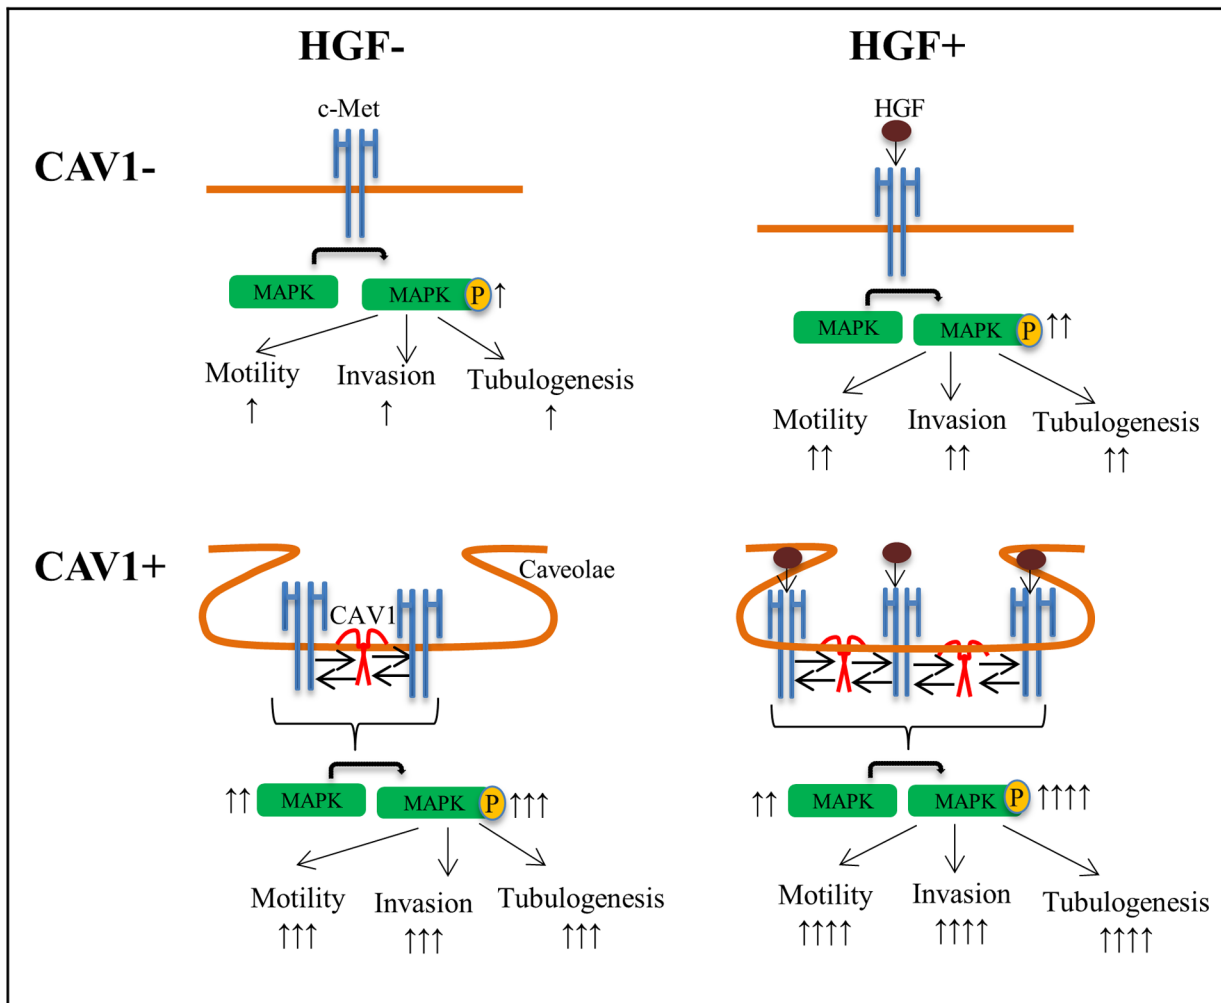 HGF-
HGF+
CAV1-
c-Met
MAPK
MAPK
P
↑
Motility
Invasion
Tubulogenesis
↑
↑
↑
HGF
MAPK
MAPK
P
↑↑
Motility
Invasion
Tubulogenesis
↑↑
↑↑
↑↑
CAV1+
Caveolae
CAV1
↑↑
MAPK
MAPK
P
↑↑↑
Motility
Invasion
Tubulogenesis
↑↑↑
↑↑↑
↑↑↑
↑↑
MAPK
MAPK
P
↑↑↑↑
Motility
Invasion
Tubulogenesis
↑↑↑↑
↑↑↑↑
↑↑↑↑